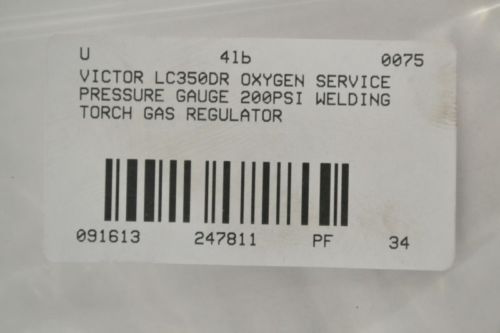 U 41b 0075
VICTOR LC350DR OXYGEN SERVICE
PRESSURE GAUGE 200PSI WELDING
TORCH GAS REGULATOR
091613 247811 PF 34